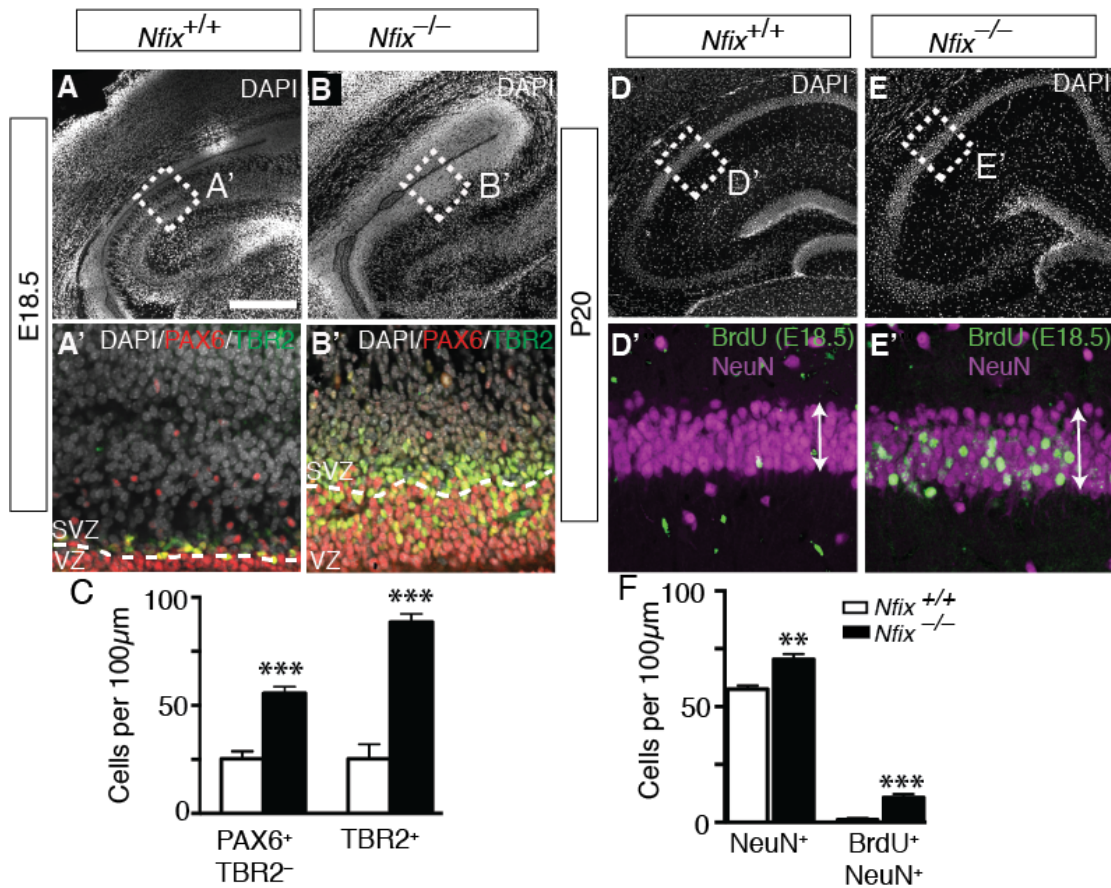 Nfix+/+
Nfix−/−
Nfix+/+
Nfix−/−
E18.5
A
DAPI
A'
B
DAPI
B'
P20
D
DAPI
D'
E
DAPI
E'
A'
DAPI/PAX6/TBR2
SVZ
VZ
B'
DAPI/PAX6/TBR2
SVZ
D'
BrdU (E18.5)
NeuN
E'
BrdU (E18.5)
NeuN
C
Cells per 100μm
100
50
0
***
***
PAX6+
TBR2−
TBR2+
F
Cells per 100μm
100
50
0
**
***
Nfix +/+
Nfix −/−
NeuN+
BrdU+
NeuN+